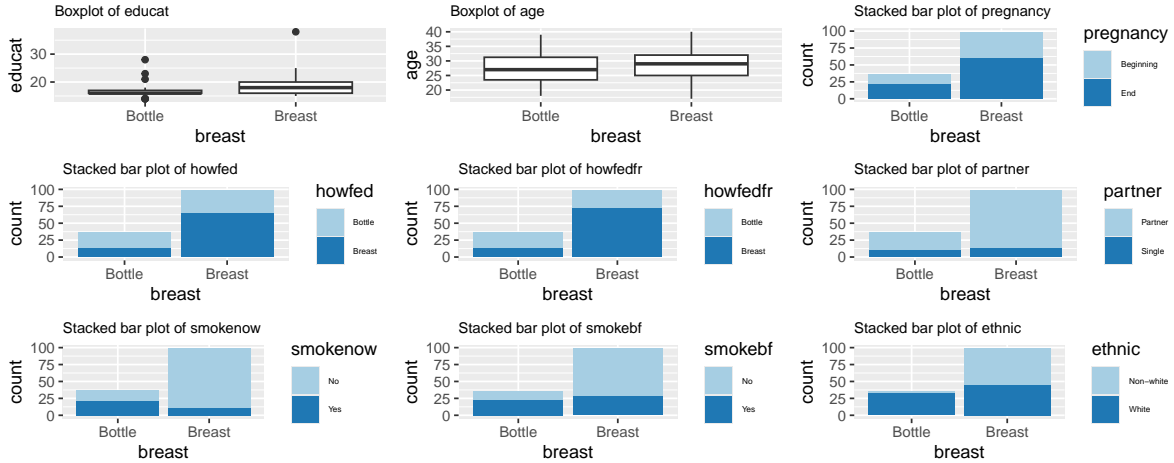 Boxplot of educat
educat
30
20
Bottle Breast
breast
Boxplot of age
age
40
35
30
25
20
Bottle Breast
breast
Stacked bar plot of pregnancy
count
100
75
50
25
0
Bottle Breast
breast
pregnancy
Beginning
End
Stacked bar plot of howfed
count
100
75
50
25
0
Bottle Breast
breast
howfed
Bottle
Breast
Stacked bar plot of howfedfr
count
100
75
50
25
0
Bottle Breast
breast
howfedfr
Bottle
Breast
Stacked bar plot of partner
count
100
75
50
25
0
Bottle Breast
breast
partner
Partner
Single
Stacked bar plot of smokenow
count
100
75
50
25
0
Bottle Breast
breast
smokenow
No
Yes
Stacked bar plot of smokebf
count
100
75
50
25
0
Bottle Breast
breast
smokebf
No
Yes
Stacked bar plot of ethnic
count
100
75
50
25
0
Bottle Breast
breast
ethnic
Non−white
White